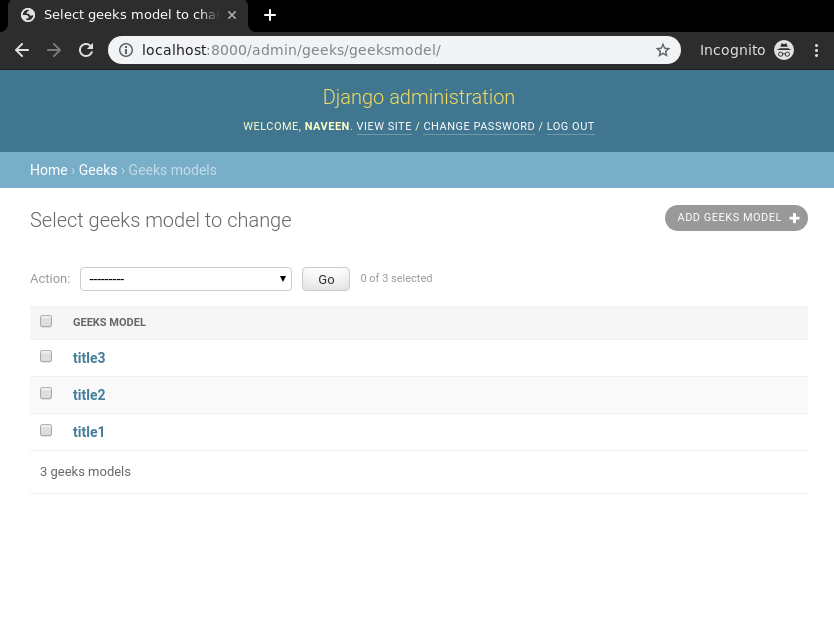 Select geeks model to chan
localhost:8000/admin/geeks/geeksmodel/
Incognito
Django administration
WELCOME, NAVEEN. VIEW SITE / CHANGE PASSWORD / LOG OUT
Home › Geeks › Geeks models
Select geeks model to change
ADD GEEKS MODEL
Action: --------- Go 0 of 3 selected
GEEKS MODEL
title3
title2
title1
3 geeks models